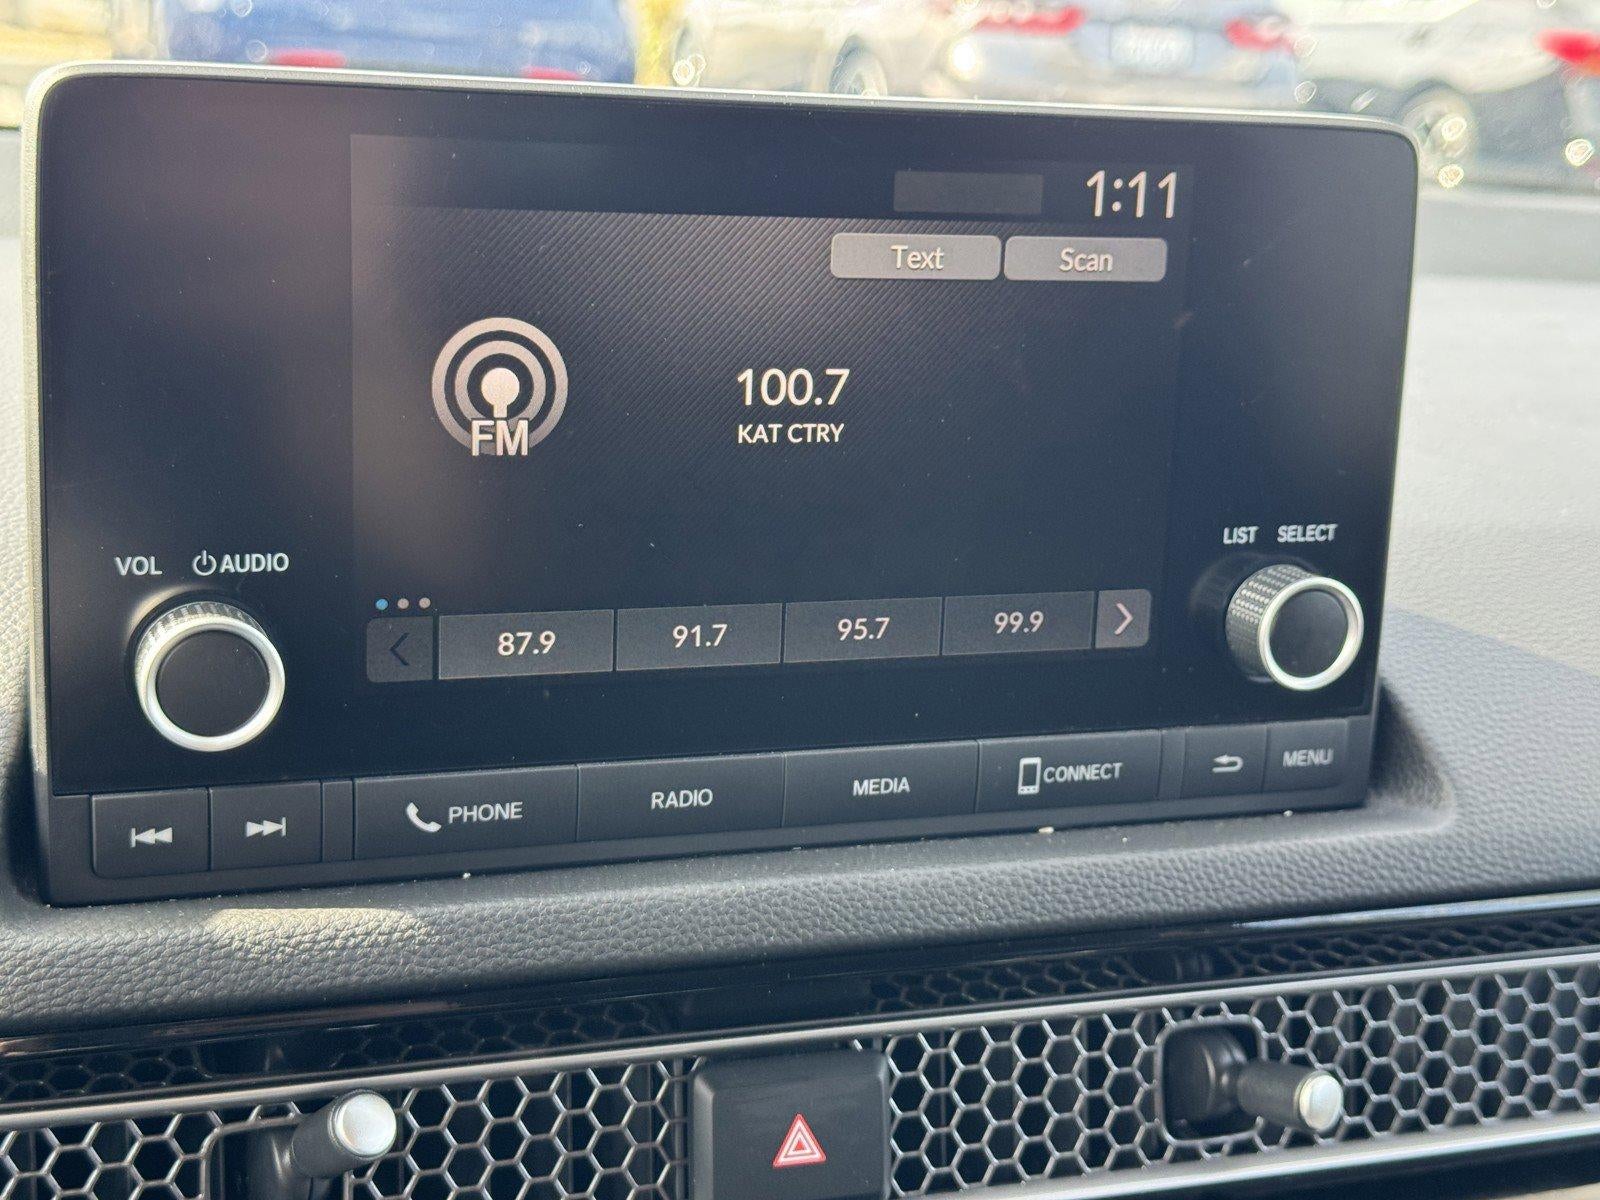 1:11
Text Scan
FM
100.7
KAT CTRY
LIST SELECT
VOL AUDIO
87.9 91.7 95.7 99.9
PHONE RADIO MEDIA CONNECT MENU